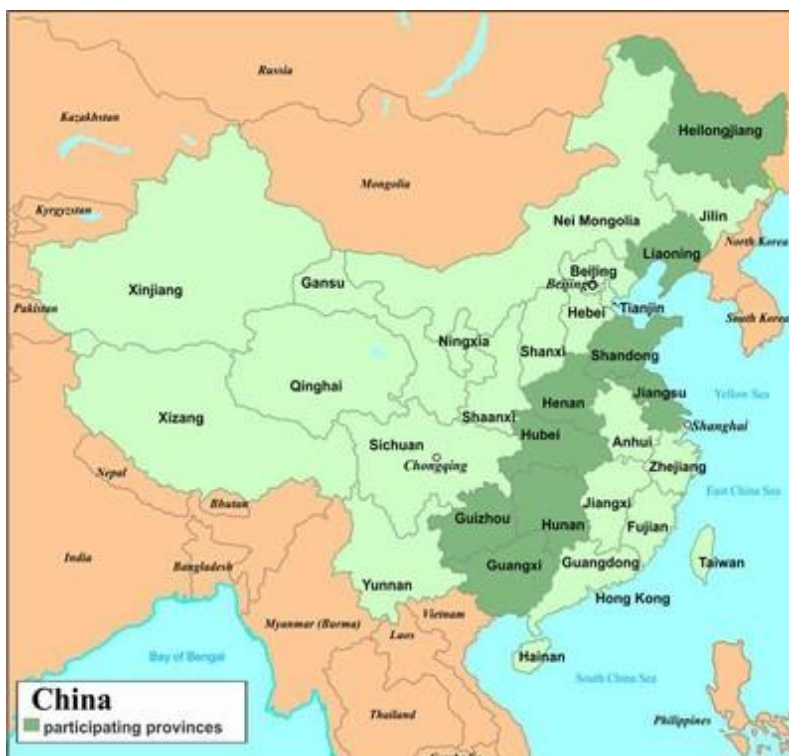 Russia
Kazakhstan
Heilongjiang
Mongolia
Kyrgyzstan
Nei Mongolia
Jilin
North Korea
Liaoning
Beijing
Beijing
Xinjiang
Gansu
Pakistan
Hebei
Tianjin
South Korea
Ningxia
Shanxi
Shandong
Qinghai
Henan
Jiangsu
Yellow Sea
Xizang
Shaanxi
Shanghai
Sichuan
Hubei
Anhui
Chongqing
Zhejiang
Nepal
East China Sea
Bhutan
Jiangxi
Guizhou
Hunan
Fujian
India
Bangladesh
Guangxi
Guangdong
Taiwan
Yunnan
Hong Kong
Vietnam
Myanmar (Burma)
Laos
Bay of Bengal
Hainan
South China Sea
China
participating provinces
Thailand
Philippines